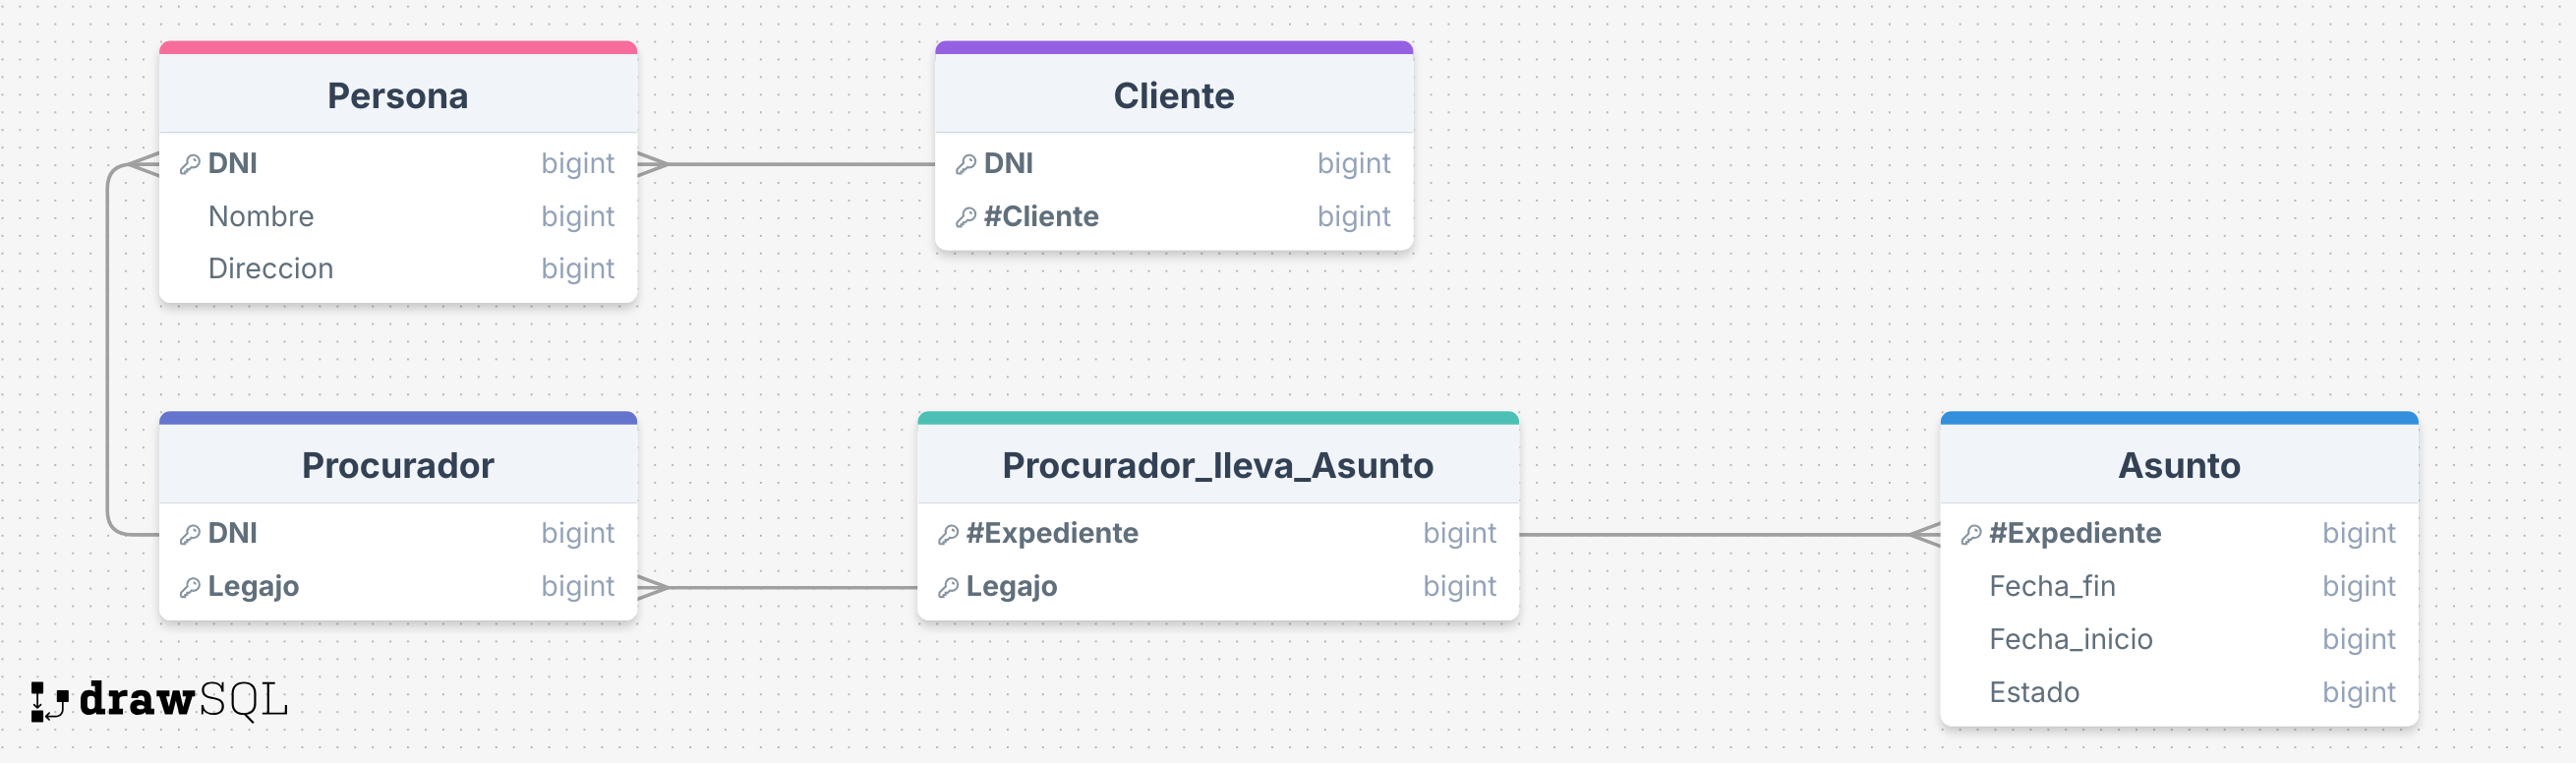 Persona
DNI bigint
Nombre bigint
Direccion bigint
Cliente
DNI bigint
#Cliente bigint
Procurador
DNI bigint
Legajo bigint
Procurador_lleva_Asunto
#Expediente bigint
Legajo bigint
Asunto
#Expediente bigint
Fecha_fin bigint
Fecha_inicio bigint
Estado bigint
drawSQL